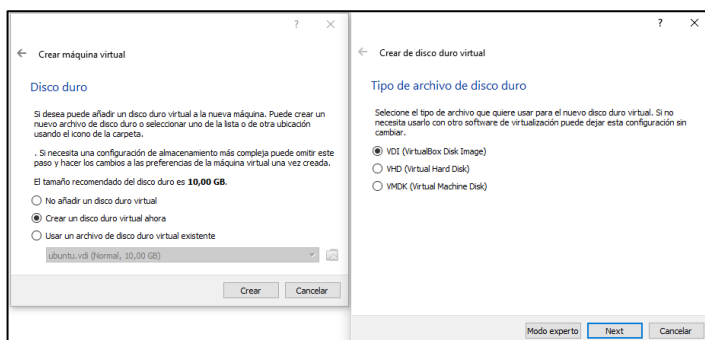 Crear máquina virtual
Disco duro
Si desea puede añadir un disco duro virtual a la nueva máquina. Puede crear un
nuevo archivo de disco duro o seleccionar uno de la lista o de otra ubicación
usando el icono de la carpeta.
. Si necesita una configuración de almacenamiento más compleja puede omitir este
paso y hacer los cambios a las preferencias de la máquina virtual una vez creada.
El tamaño recomendado del disco duro es 10,00 GB.
No añadir un disco duro virtual
Crear un disco duro virtual ahora
Usar un archivo de disco duro virtual existente
ubuntu.vdi (Normal, 10,00 GB)
Crear
Cancelar
Crear de disco duro virtual
Tipo de archivo de disco duro
Seleccione el tipo de archivo que quiere usar para el nuevo disco duro virtual. Si no
necesita usarlo con otro software de virtualización puede dejar esta configuración sin
cambiar.
VDI (VirtualBox Disk Image)
VHD (Virtual Hard Disk)
VMDK (Virtual Machine Disk)
Modo experto
Next
Cancelar